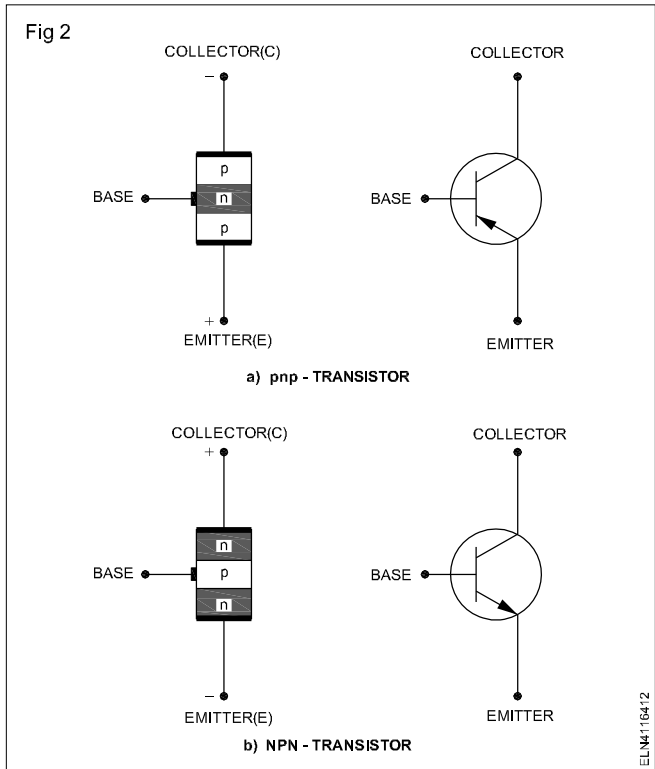 Fig 2
COLLECTOR(C)
COLLECTOR
–
p
BASE
n
BASE
p
+
EMITTER(E)
EMITTER
a) pnp - TRANSISTOR
COLLECTOR(C)
COLLECTOR
+
n
BASE
p
BASE
n
–
EMITTER(E)
EMITTER
b) NPN - TRANSISTOR
ELN4116412